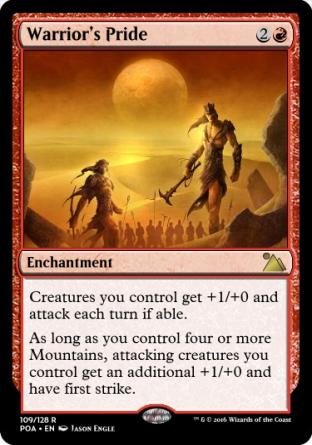 Warrior's Pride 2
Enchantment
Creatures you control get +1/+0 and
attack each turn if able.
As long as you control four or more
Mountains, attacking creatures you
control get an additional +1/+0 and
have first strike.
109/128 R
POA • EN JASON ENGLE
™ & © 2016 Wizards of the Coast